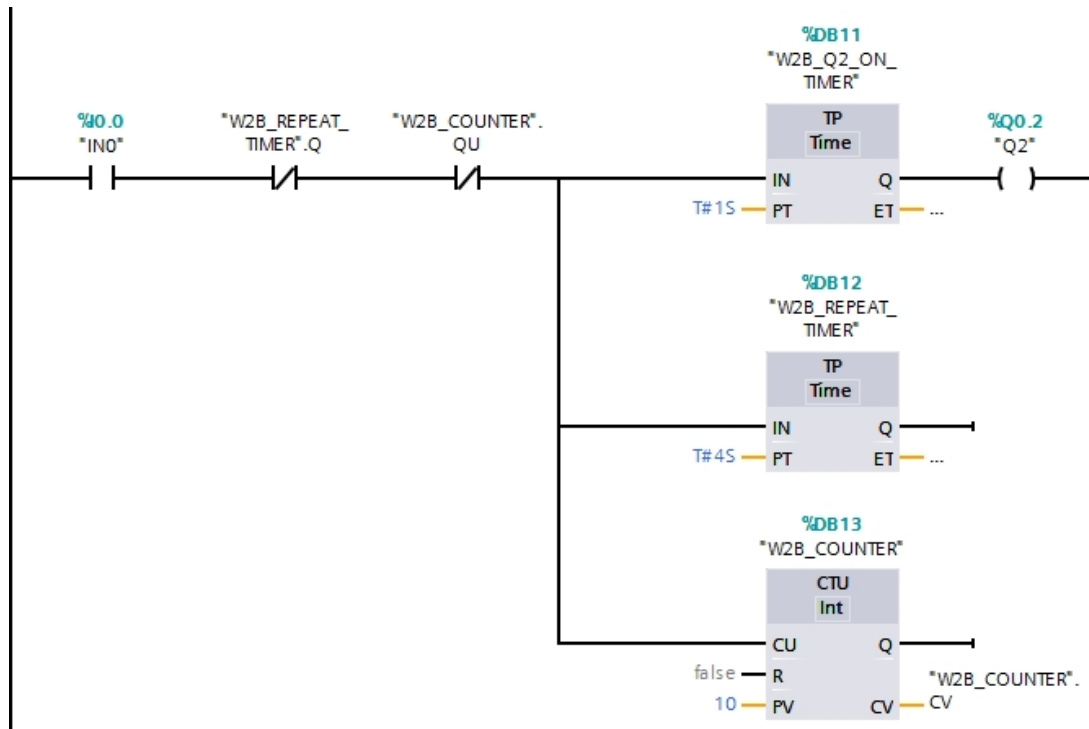 %DB11
"W2B_Q2_ON_
TIMER"
%I0.0
"IN0"
"W2B_REPEAT_
TIMER".Q
"W2B_COUNTER".
QU
TP
Time
%Q0.2
"Q2"
IN Q
T#1S PT ET ...
%DB12
"W2B_REPEAT_
TIMER"
TP
Time
IN Q
T#4S PT ET ...
%DB13
"W2B_COUNTER"
CTU
Int
CU Q
false R
"W2B_COUNTER".
10 PV CV CV